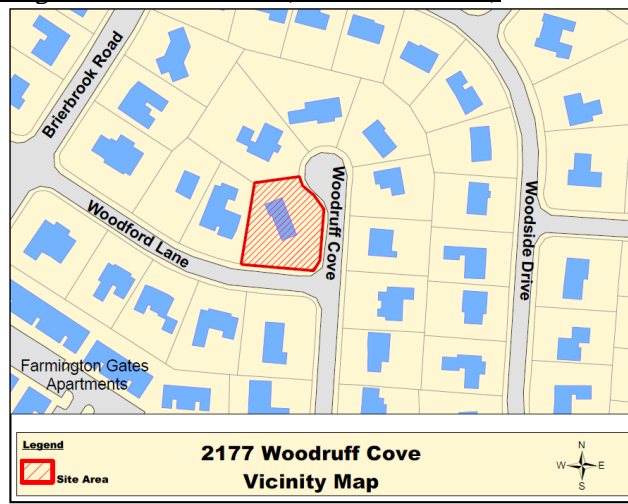 Brierbrook Road
Woodford Lane
Woodruff Cove
Woodside Drive
Farmington Gates
Apartments
Legend
Site Area
2177 Woodruff Cove
Vicinity Map
N
W
E
S